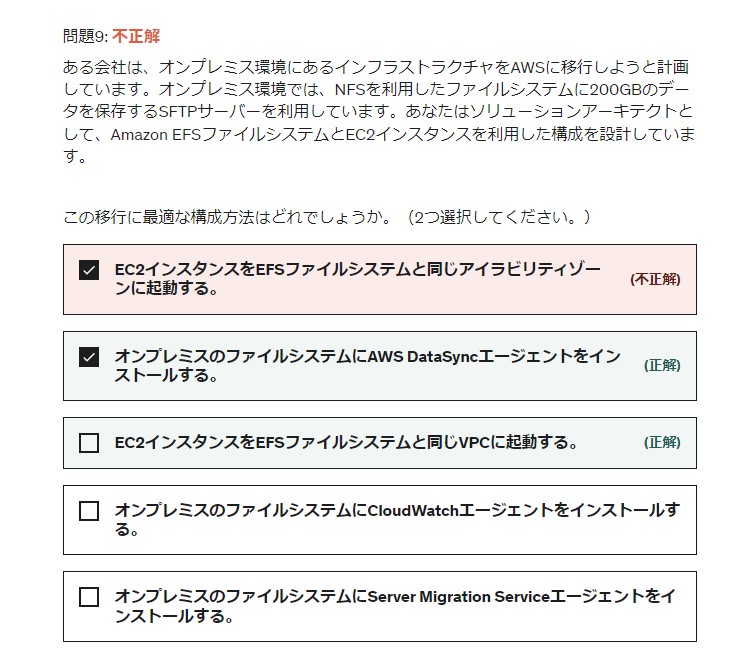 問題9: 不正解
ある会社は、オンプレミス環境にあるインフラストラクチャをAWSに移行しようと計画
しています。オンプレミス環境では、NFSを利用したファイルシステムに200GBのデー
タを保存するSFTPサーバーを利用しています。あなたはソリューションアーキテクトと
して、Amazon EFSファイルシステムとEC2インスタンスを利用した構成を設計していま
す。
この移行に最適な構成方法はどれでしょうか。（2つ選択してください。）
EC2インスタンスをEFSファイルシステムと同じアイラビリティゾー
ンに起動する。
(不正解)
オンプレミスのファイルシステムにAWS DataSyncエージェントをイン
ストールする。
(正解)
EC2インスタンスをEFSファイルシステムと同じVPCに起動する。
(正解)
オンプレミスのファイルシステムにCloudWatchエージェントをインストールす
る。
オンプレミスのファイルシステムにServer Migration Serviceエージェントをイ
ンストールする。